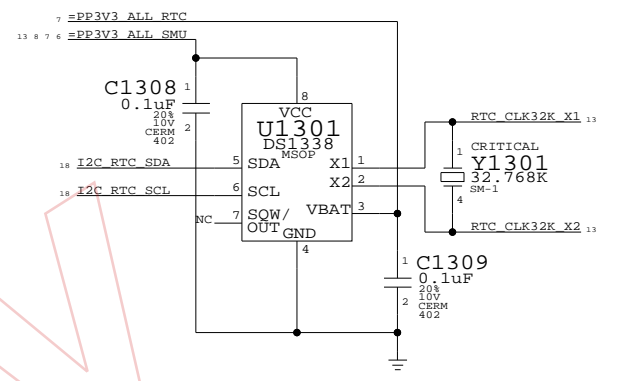 7 =PP3V3_ALL_RTC
13 8 7 6 =PP3V3_ALL_SMU
C1308 1
0.1uF
20%
10V
CERM
402
2
8
VCC
U1301
DS1338
MSOP
18 I2C_RTC_SDA 5 SDA
X1 1
18 I2C_RTC_SCL 6 SCL
X2 2
NC 7 SQW/
OUT
VBAT 3
GND
4
RTC_CLK32K_X1 13
CRITICAL
1 Y1301
32.768K
SM-1
4
RTC_CLK32K_X2 13
1 C1309
0.1uF
20%
10V
2 CERM
402